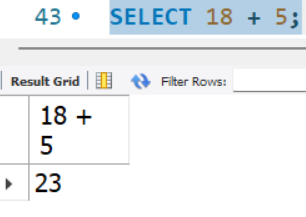 43 SELECT 18 + 5;
Result Grid Filter Rows:
18 +
5
23